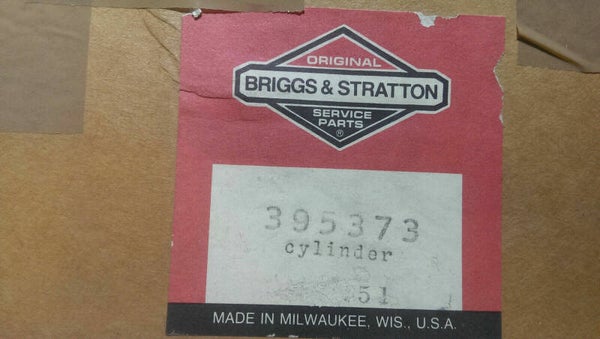 ORIGINAL
BRIGGS & STRATTON
SERVICE
PARTS
®
395373
cylinder
51
MADE IN MILWAUKEE, WIS., U.S.A.